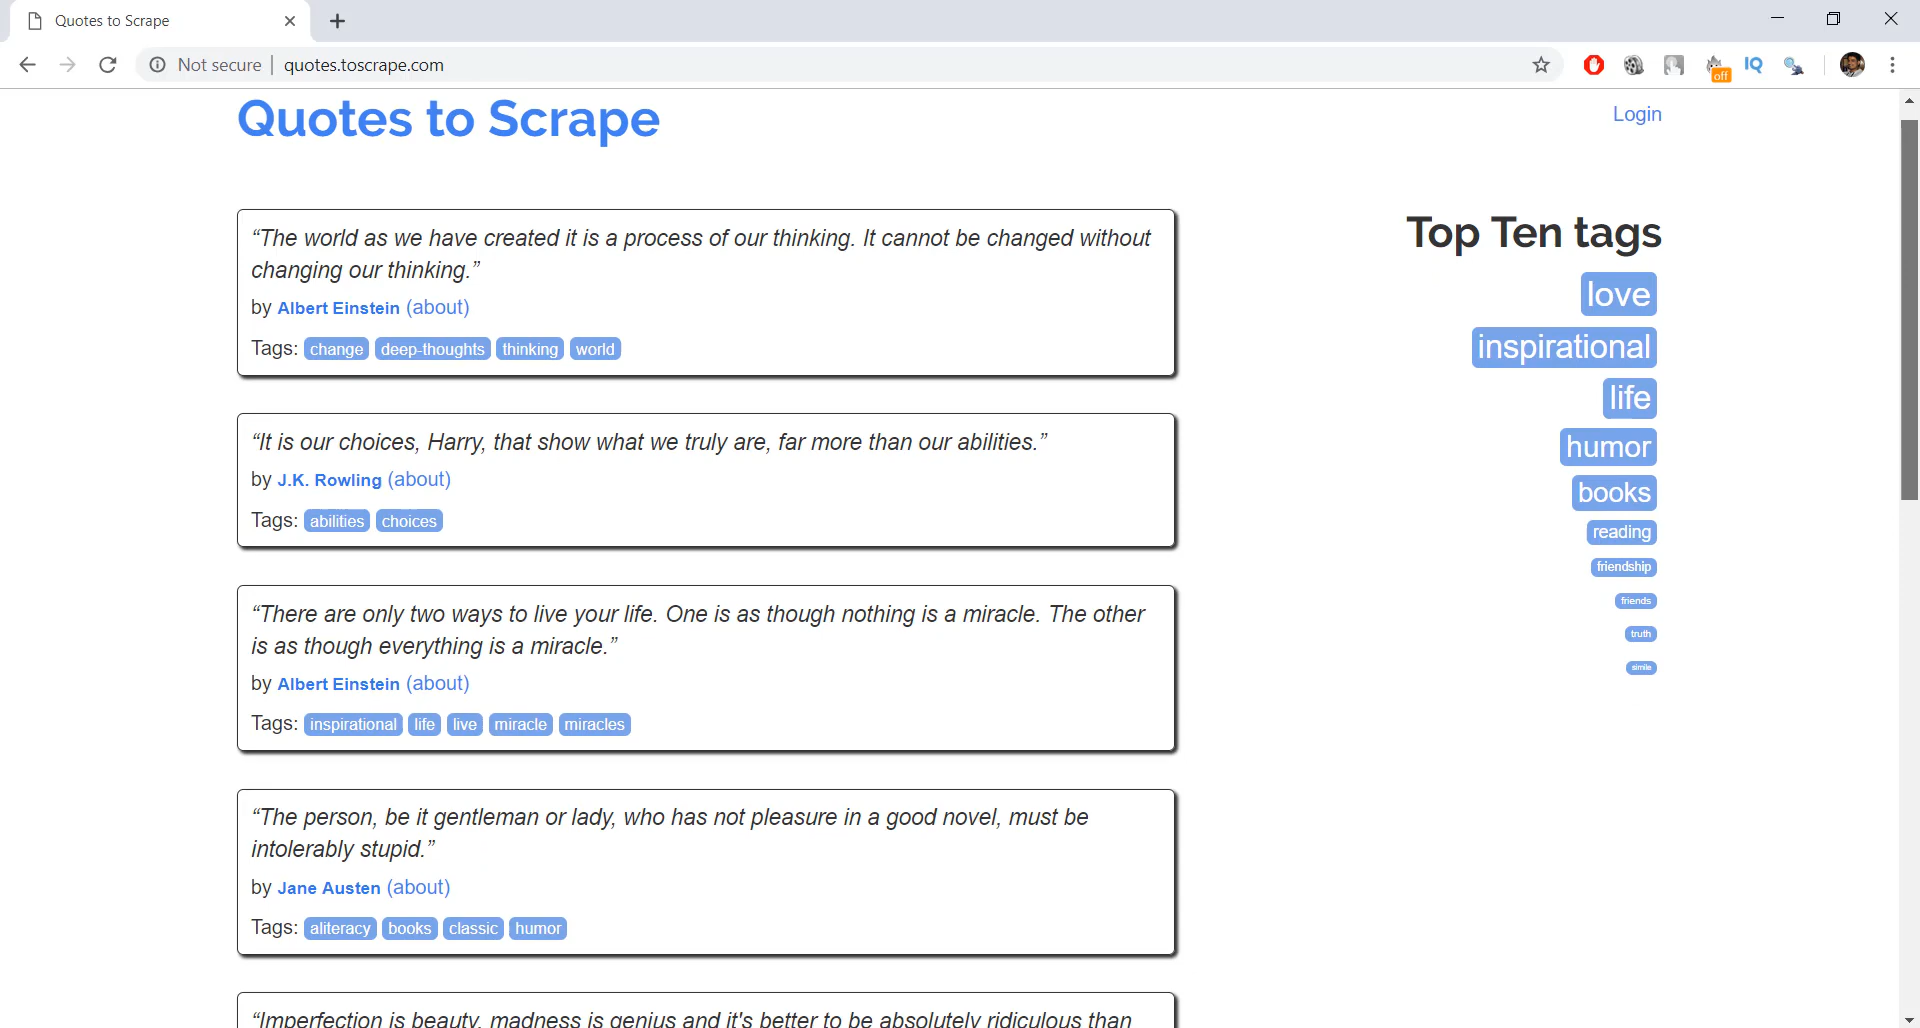 Quotes to Scrape
Not secure | quotes.toscrape.com
off
IQ
Quotes to Scrape
Login
“The world as we have created it is a process of our thinking. It cannot be changed without
changing our thinking.”
by Albert Einstein (about)
Tags: change deep-thoughts thinking world
“It is our choices, Harry, that show what we truly are, far more than our abilities.”
by J.K. Rowling (about)
Tags: abilities choices
“There are only two ways to live your life. One is as though nothing is a miracle. The other
is as though everything is a miracle.”
by Albert Einstein (about)
Tags: inspirational life live miracle miracles
“The person, be it gentleman or lady, who has not pleasure in a good novel, must be
intolerably stupid.”
by Jane Austen (about)
Tags: aliteracy books classic humor
“Imperfection is beauty, madness is genius and it's better to be absolutely ridiculous than
Top Ten tags
love
inspirational
life
humor
books
reading
friendship
friends
truth
simile